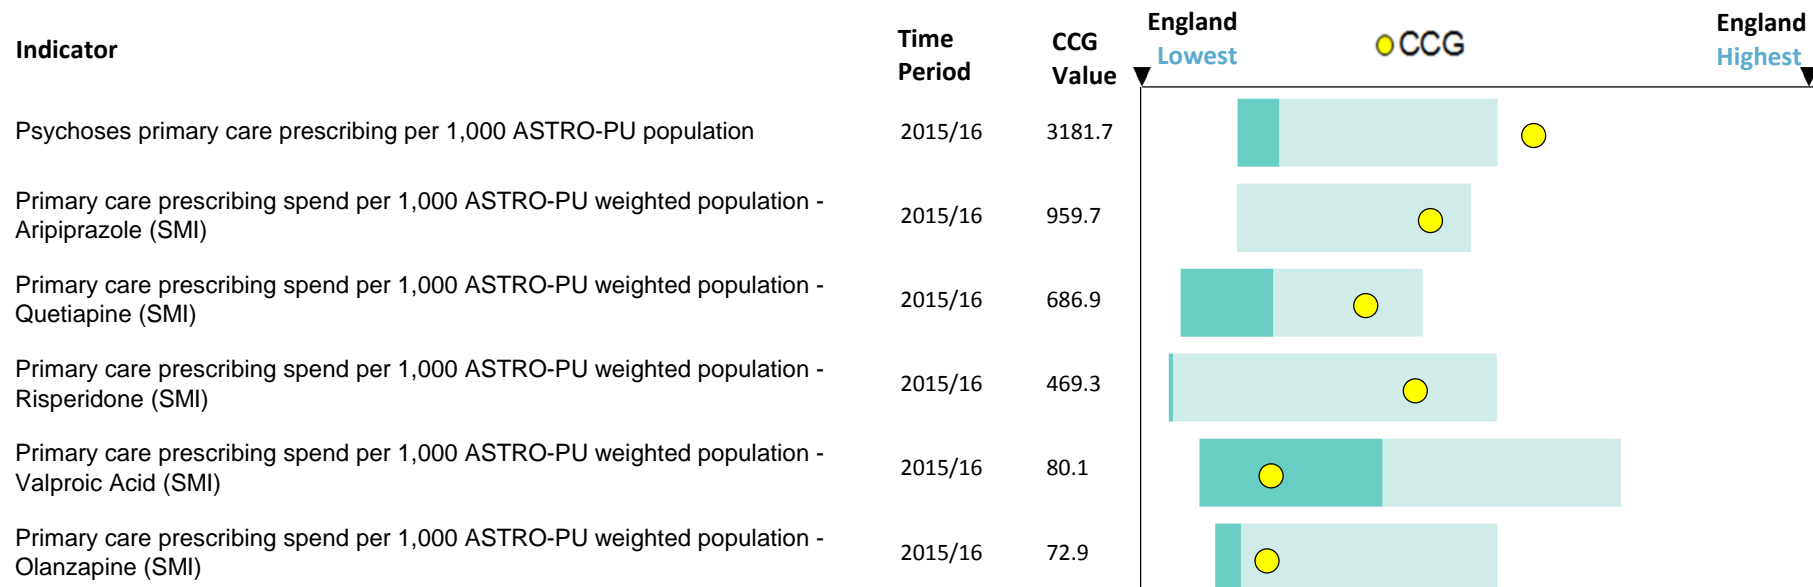 Indicator
Time Period
CCG Value
England Lowest
CCG
England Highest
Psychoses primary care prescribing per 1,000 ASTRO-PU population
2015/16
3181.7
Primary care prescribing spend per 1,000 ASTRO-PU weighted population -
Aripiprazole (SMI)
2015/16
959.7
Primary care prescribing spend per 1,000 ASTRO-PU weighted population -
Quetiapine (SMI)
2015/16
686.9
Primary care prescribing spend per 1,000 ASTRO-PU weighted population -
Risperidone (SMI)
2015/16
469.3
Primary care prescribing spend per 1,000 ASTRO-PU weighted population -
Valproic Acid (SMI)
2015/16
80.1
Primary care prescribing spend per 1,000 ASTRO-PU weighted population -
Olanzapine (SMI)
2015/16
72.9